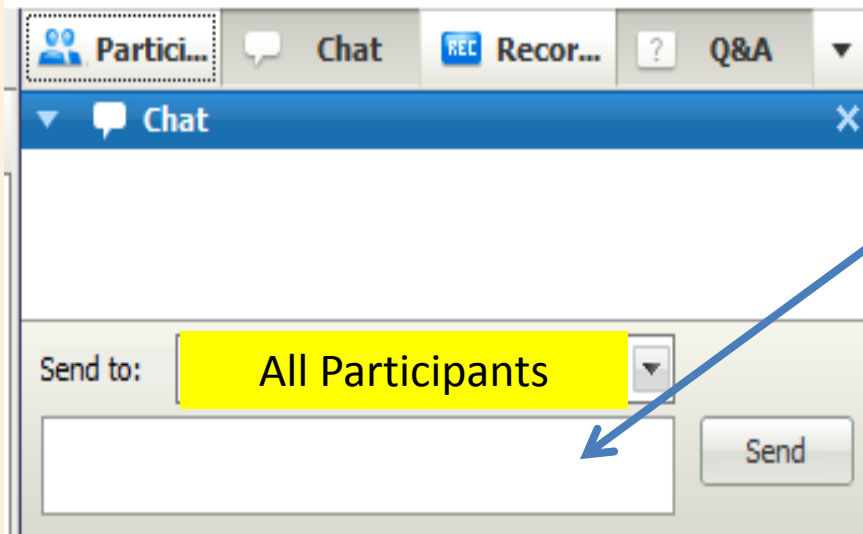 Partici... Chat REC Recor... ? Q&A
Chat
Send to: All Participants
Send